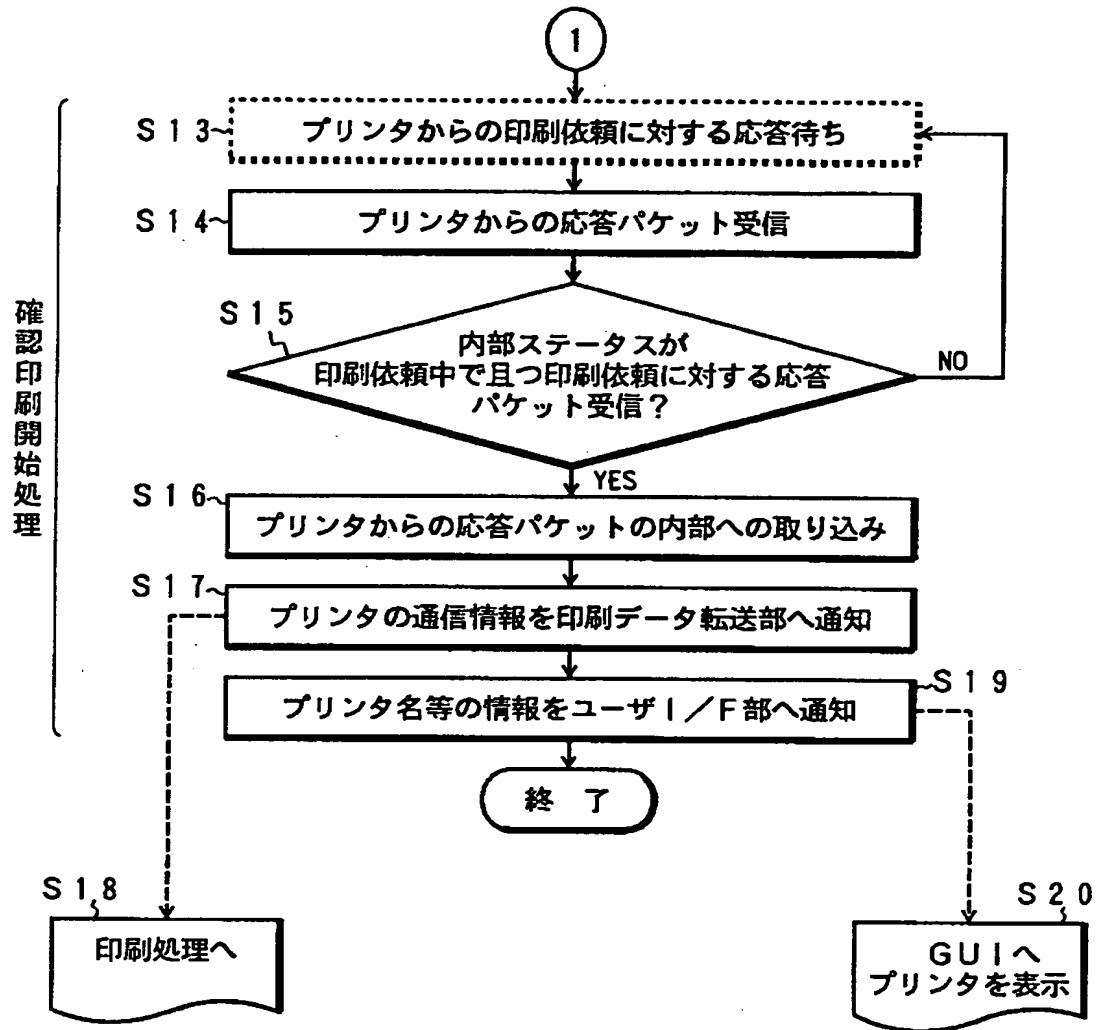 1
S13
プリンタからの印刷依頼に対する応答待ち
S14
プリンタからの応答パケット受信
S15
内部ステータスが
印刷依頼中で且つ印刷依頼に対する応答
パケット受信?
NO
YES
確認印刷開始処理
S16
プリンタからの応答パケットの内部への取り込み
S17
プリンタの通信情報を印刷データ転送部へ通知
S19
プリンタ名等の情報をユーザI/F部へ通知
終 了
S18
印刷処理へ
S20
GUIへ
プリンタを表示